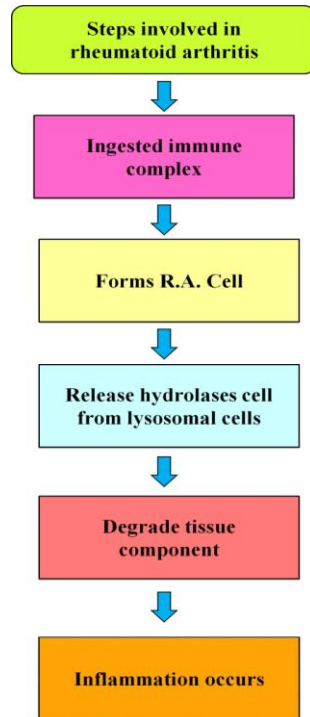 Steps involved in
rheumatoid arthritis
Ingested immune
complex
Forms R.A. Cell
Release hydrolases cell
from lysosomal cells
Degrade tissue
component
Inflammation occurs